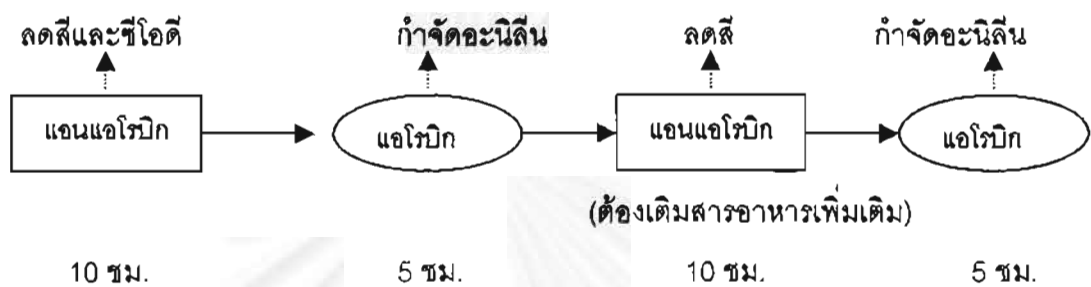 ลดสีและซีโอดี กำจัดอะนิลีน ลดสี กำจัดอะนิลีน
แอนแอโรบิก แอโรบิก แอนแอโรบิก แอโรบิก
(ต้องเติมสารอาหารเพิ่มเติม)
10 ชม. 5 ชม. 10 ชม. 5 ชม.